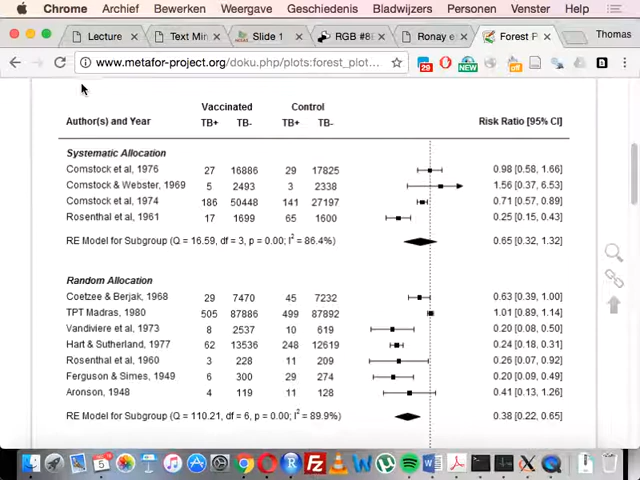 Chrome Archief Bewerken Weergave Geschiedenis Bladwijzers Personen Venster Help
Lecture Text Min Slide 1 RGB #8 Ronay e Forest P Thomas
www.metafor-project.org/doku.php/plots:forest_plot...
29 NEW
Vaccinated Control
Author(s) and Year TB+ TB- TB+ TB- Risk Ratio [95% CI]
Systematic Allocation
Comstock et al, 1976 27 16886 29 17825 0.98 [0.58, 1.66]
Comstock & Webster, 1969 5 2493 3 2338 1.56 [0.37, 6.53]
Comstock et al, 1974 186 50448 141 27197 0.71 [0.57, 0.89]
Rosenthal et al, 1961 17 1699 65 1600 0.25 [0.15, 0.43]
RE Model for Subgroup (Q = 16.59, df = 3, p = 0.00; I² = 86.4%) 0.65 [0.32, 1.32]
Random Allocation
Coetzee & Berjak, 1968 29 7470 45 7232 0.63 [0.39, 1.00]
TPT Madras, 1980 505 87886 499 87892 1.01 [0.89, 1.14]
Vandiviere et al, 1973 8 2537 10 619 0.20 [0.08, 0.50]
Hart & Sutherland, 1977 62 13536 248 12619 0.24 [0.18, 0.31]
Rosenthal et al, 1960 3 228 11 209 0.26 [0.07, 0.92]
Ferguson & Simes, 1949 6 300 29 274 0.20 [0.09, 0.49]
Aronson, 1948 4 119 11 128 0.41 [0.13, 1.26]
RE Model for Subgroup (Q = 110.21, df = 6, p = 0.00; I² = 89.9%) 0.38 [0.22, 0.65]
5